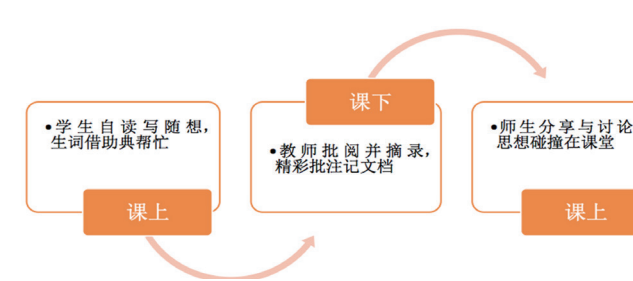 •学生自读写随想，
生词借助典帮忙
课上
课下
•教师批阅并摘录，
精彩批注记文档
•师生分享与讨论
思想碰撞在课堂
课上